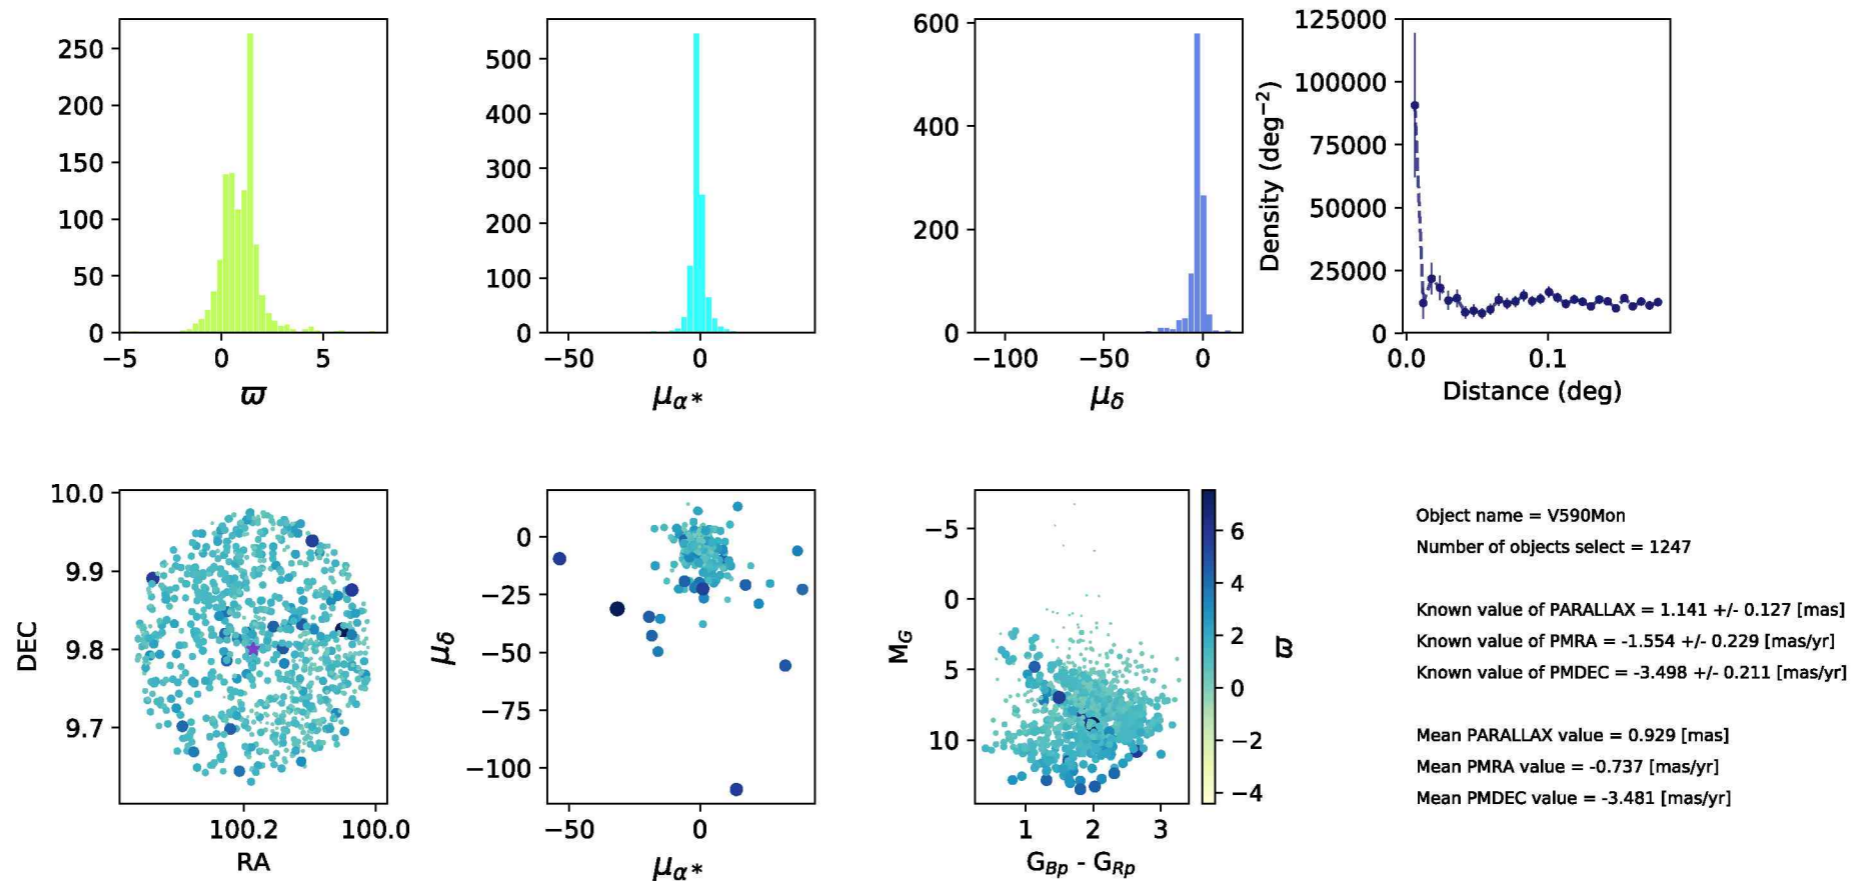 250
200
150
100
50
0
−5
0
5
ϖ
500
400
300
200
100
0
−50
0
μα*
600
400
200
0
−100
−50
0
μδ
Density (deg⁻²)
125000
100000
75000
50000
25000
0
0.0
0.1
Distance (deg)
DEC
10.0
9.9
9.8
9.7
100.2
100.0
RA
μδ
0
−25
−50
−75
−100
−50
0
μα*
MG
−5
0
5
10
1
2
3
GBp - GRp
6
4
2
0
−2
−4
ϖ
Object name = V590Mon
Number of objects select = 1247
Known value of PARALLAX = 1.141 +/- 0.127 [mas]
Known value of PMRA = -1.554 +/- 0.229 [mas/yr]
Known value of PMDEC = -3.498 +/- 0.211 [mas/yr]
Mean PARALLAX value = 0.929 [mas]
Mean PMRA value = -0.737 [mas/yr]
Mean PMDEC value = -3.481 [mas/yr]